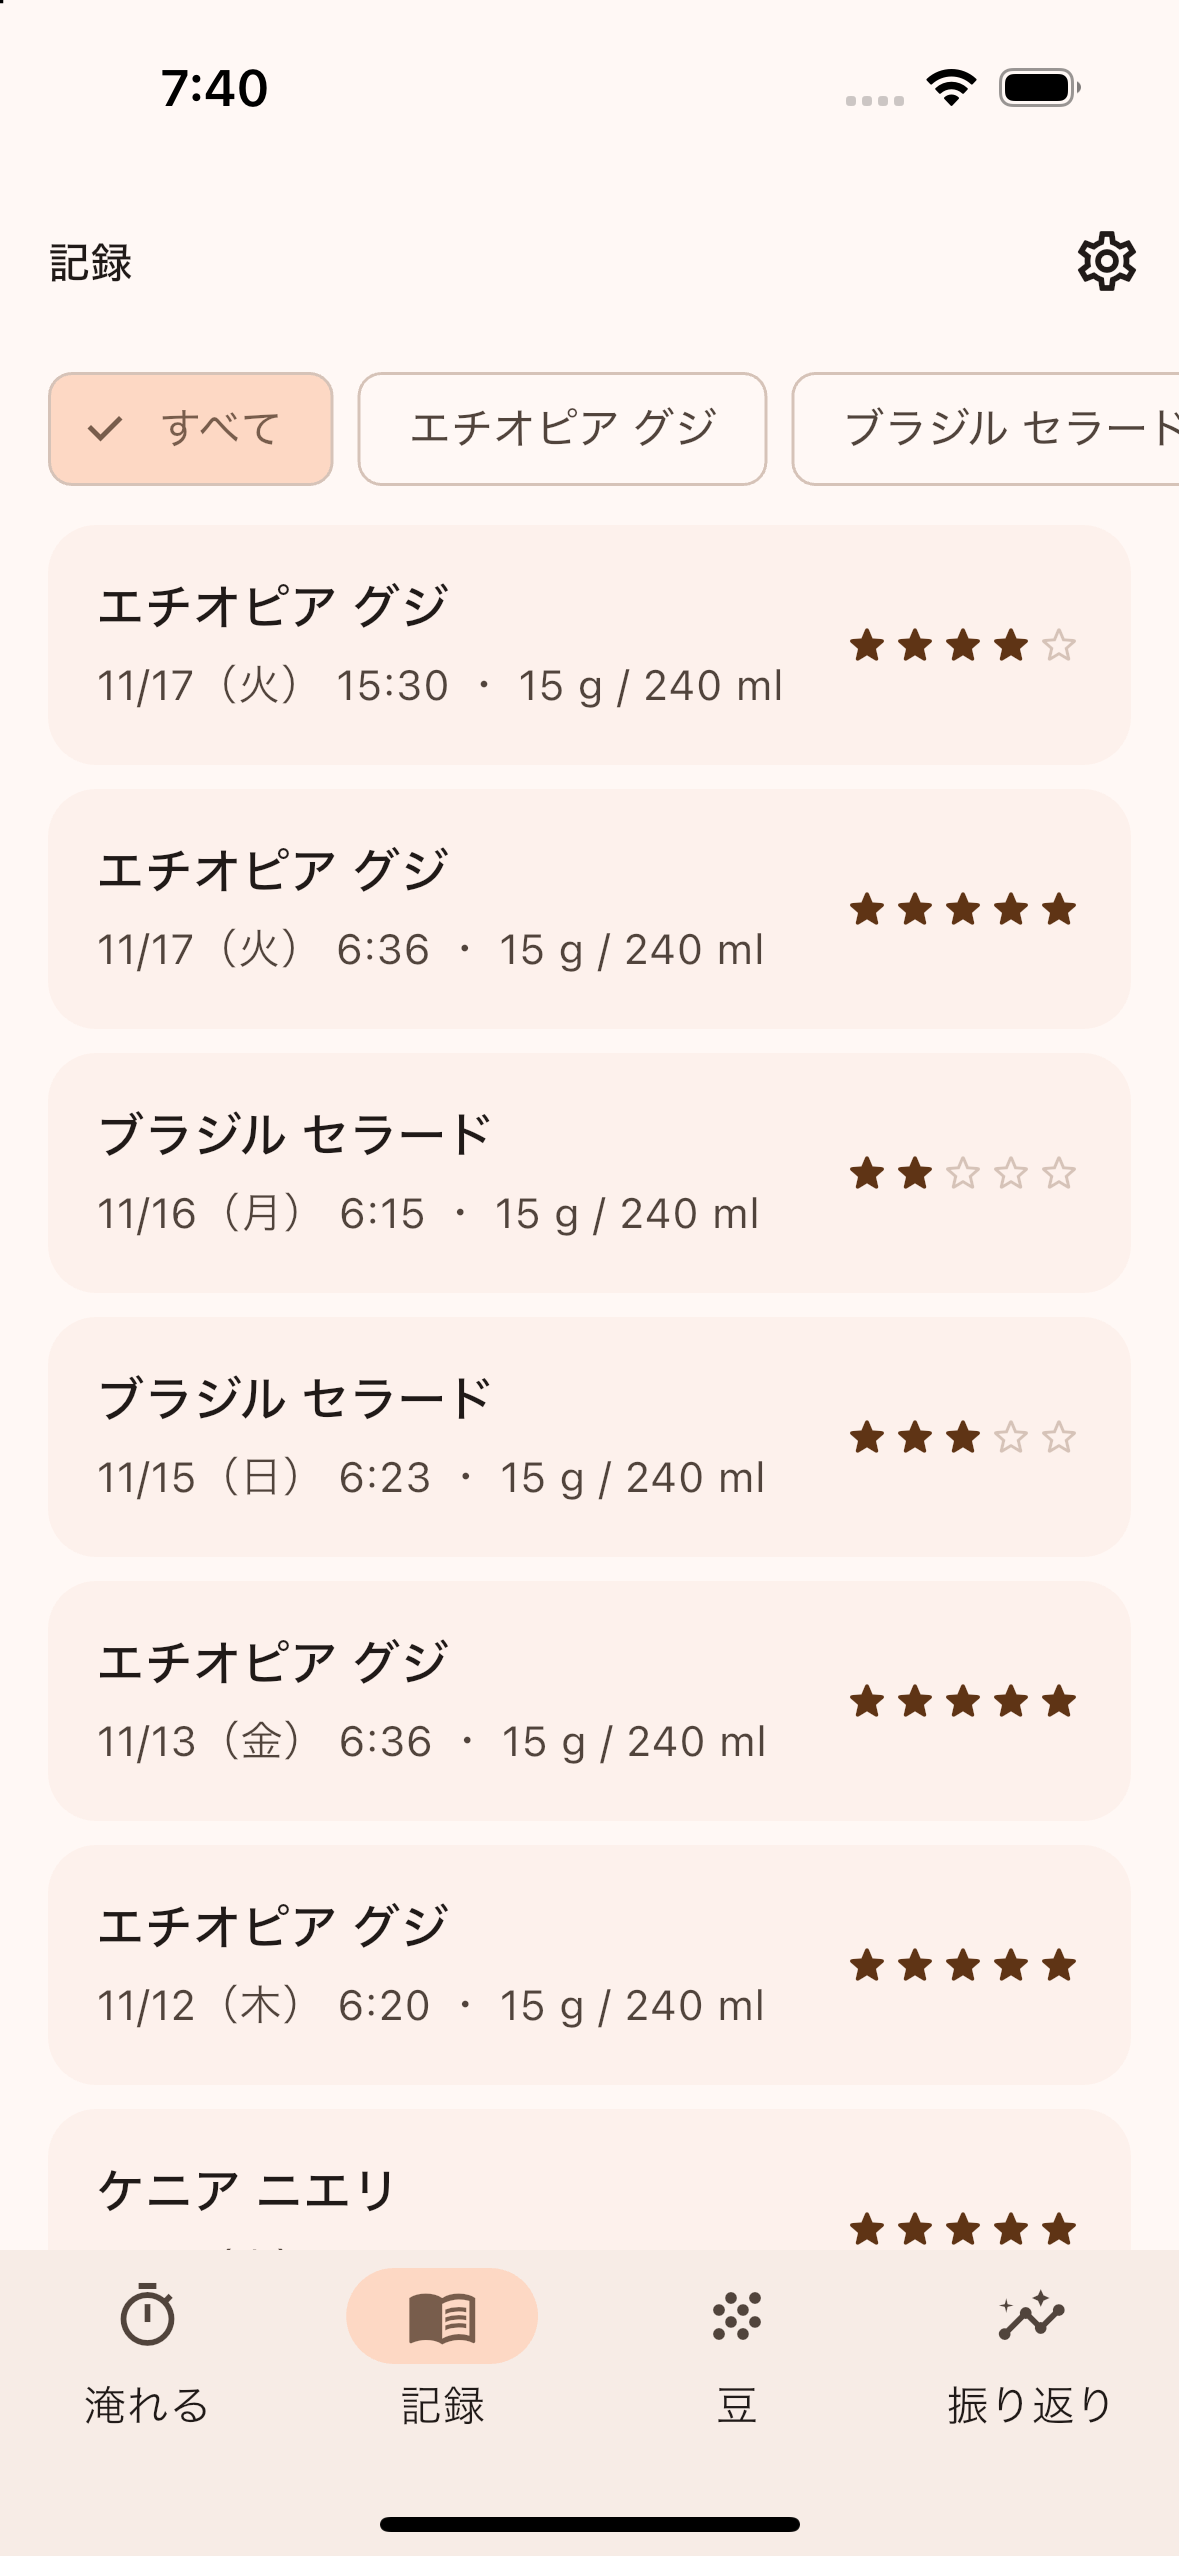 7:40
記録
すべて エチオピア グジ ブラジル セラード
エチオピア グジ
11/17（火） 15:30 ・ 15 g / 240 ml
エチオピア グジ
11/17（火） 6:36 ・ 15 g / 240 ml
ブラジル セラード
11/16（月） 6:15 ・ 15 g / 240 ml
ブラジル セラード
11/15（日） 6:23 ・ 15 g / 240 ml
エチオピア グジ
11/13（金） 6:36 ・ 15 g / 240 ml
エチオピア グジ
11/12（木） 6:20 ・ 15 g / 240 ml
ケニア ニエリ
淹れる 記録 豆 振り返り